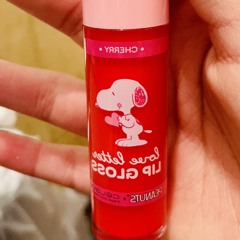 • CHERRY •
love letter
LIP GLOSS
PEANUTS